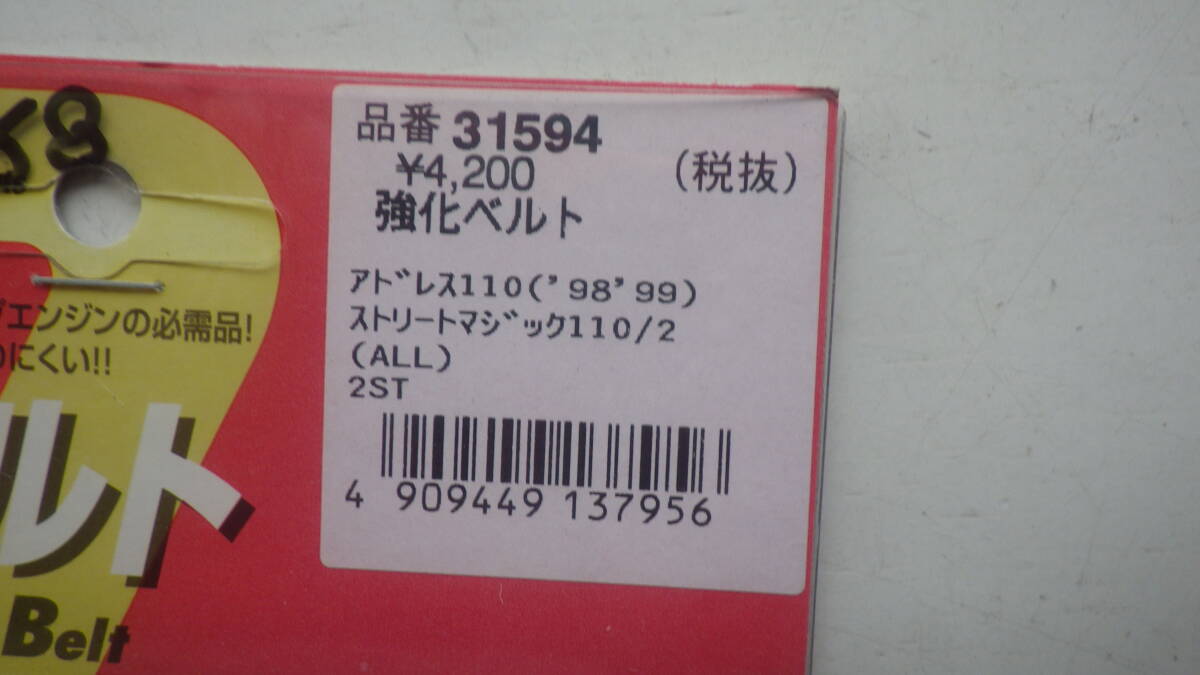 品番 31594
¥4,200 (税抜)
強化ベルト
ｱﾄﾞﾚｽ110('98'99)
ｽﾄﾘｰﾄﾏｼﾞｯｸ110/2
(ALL)
2ST
4 909449 137956
エンジンの必需品!
にくい!!
ルト
Belt